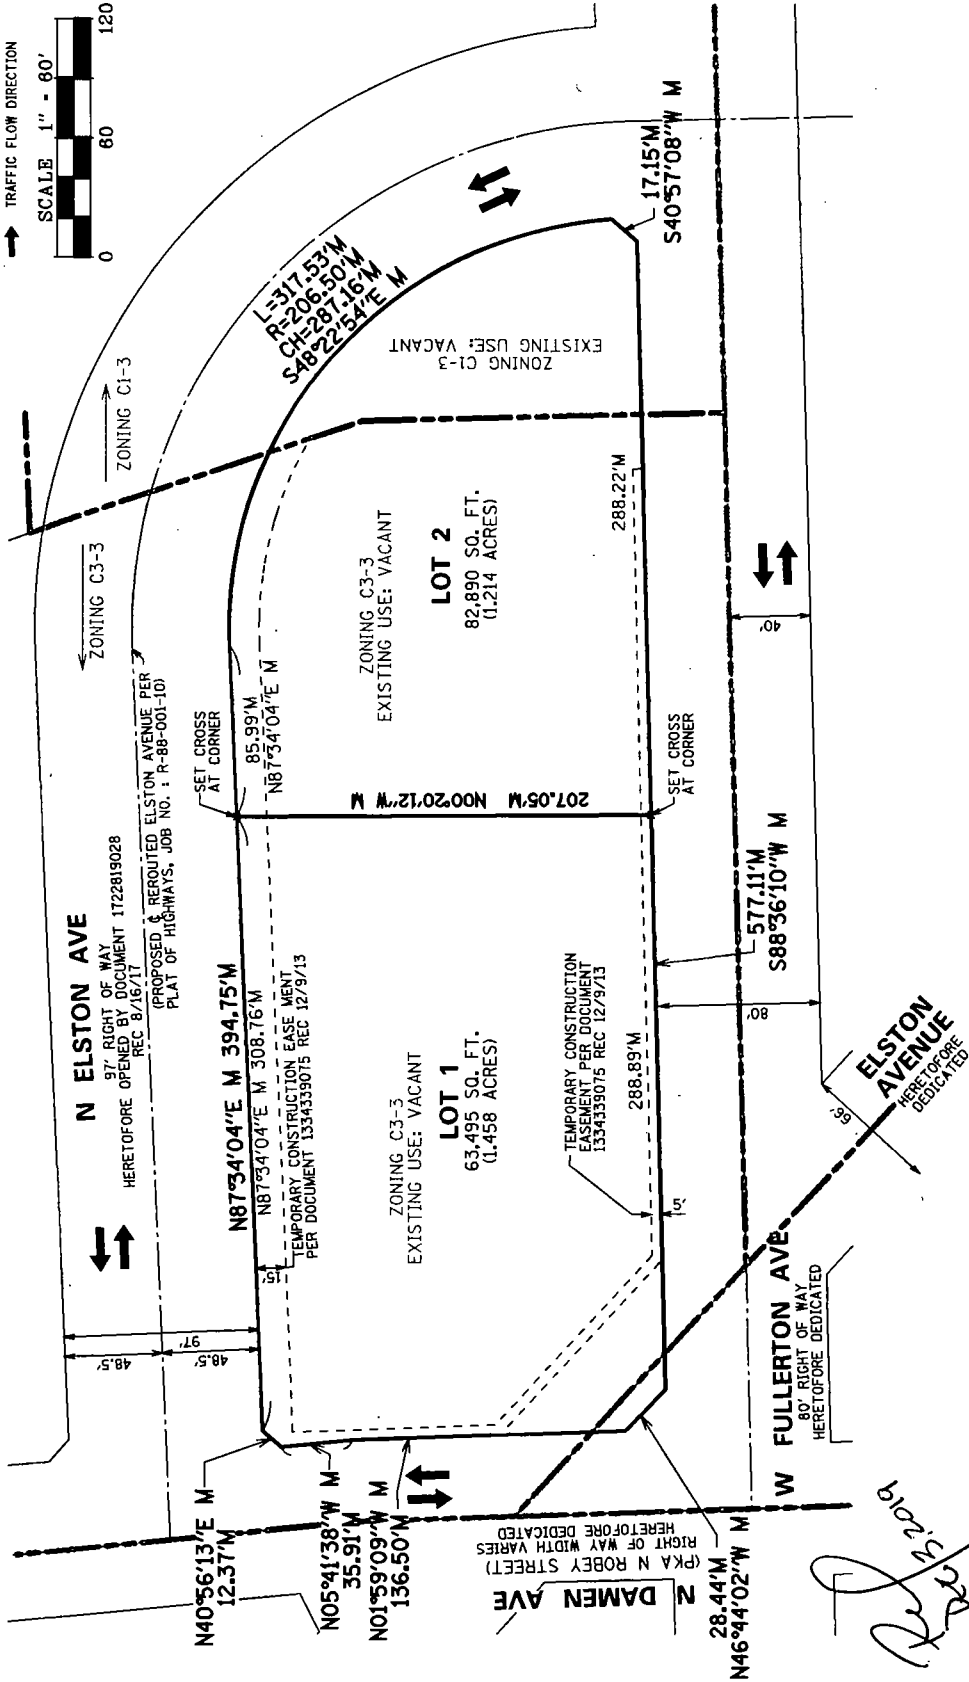 TRAFFIC FLOW DIRECTION
SCALE 1" - 60'
0 60 120
N ELSTON AVE
97' RIGHT OF WAY
HERETOFORE OPENED BY DOCUMENT 1722819028
REC 8/16/17
(PROPOSED ℄ REROUTED ELSTON AVENUE PER
PLAT OF HIGHWAYS, JOB NO. : R-88-001-10)
ZONING C3-3
ZONING C1-3
48.5'
48.5'
97'
N87°34'04"E M 394.75'M
N87°34'04"E M 308.76'M
TEMPORARY CONSTRUCTION EASE MENT
PER DOCUMENT 1334339075 REC 12/9/13
15'
SET CROSS
AT CORNER
85.99'M
N87°34'04"E M
L=317.53'M
R=206.50'M
CH=287.16'M
S48°22'54"E M
ZONING C3-3
EXISTING USE: VACANT
LOT 1
63,495 SQ. FT.
(1.458 ACRES)
207.05'M N00°20'12"W M
ZONING C3-3
EXISTING USE: VACANT
LOT 2
82,890 SQ. FT.
(1.214 ACRES)
ZONING C1-3
EXISTING USE: VACANT
N40°56'13"E M
12.37'M
N05°41'38"W M
35.91'M
N01°59'09"W M
136.50'M
N DAMEN AVE
(PKA N ROBEY STREET)
RIGHT OF WAY WIDTH VARIES
HERETOFORE DEDICATED
28.44'M
N46°44'02"W M
TEMPORARY CONSTRUCTION
EASEMENT PER DOCUMENT
1334339075 REC 12/9/13
5'
288.89'M
288.22'M
SET CROSS
AT CORNER
577.11'M
S88°36'10"W M
17.15'M
S40°57'08"W M
80'
40'
W FULLERTON AVE
80' RIGHT OF WAY
HERETOFORE DEDICATED
ELSTON
AVENUE
HERETOFORE
DEDICATED
66'
3, 2019